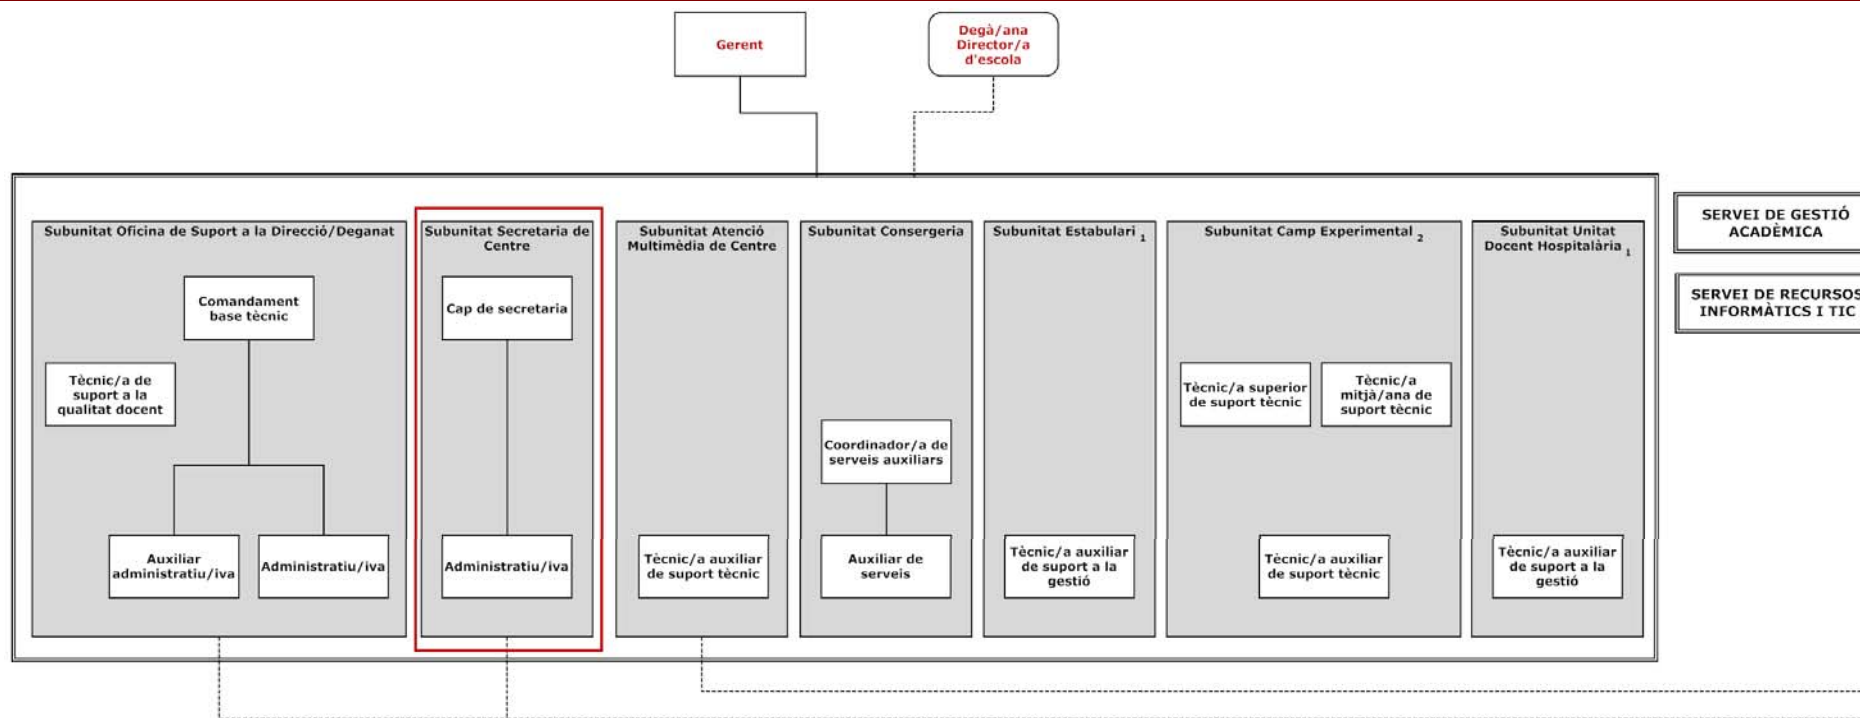 Gerent
Degà/ana
Director/a
d'escola
Subunitat Oficina de Suport a la Direcció/Deganat
Comandament
base tècnic
Tècnic/a de
suport a la
qualitat docent
Auxiliar
administratiu/iva
Administratiu/iva
Subunitat Secretaria de
Centre
Cap de secretaria
Administratiu/iva
Subunitat Atenció
Multimèdia de Centre
Tècnic/a auxiliar
de suport tècnic
Subunitat Consergeria
Coordinador/a de
serveis auxiliars
Auxiliar de
serveis
Subunitat Estabulari 1
Tècnic/a auxiliar
de suport a la
gestió
Subunitat Camp Experimental 2
Tècnic/a superior
de suport tècnic
Tècnic/a
mitjà/ana de
suport tècnic
Tècnic/a auxiliar
de suport tècnic
Subunitat Unitat
Docent Hospitalària 1
Tècnic/a auxiliar
de suport a la
gestió
SERVEI DE GESTIÓ
ACADÈMICA
SERVEI DE RECURSOS
INFORMÀTICS I TIC